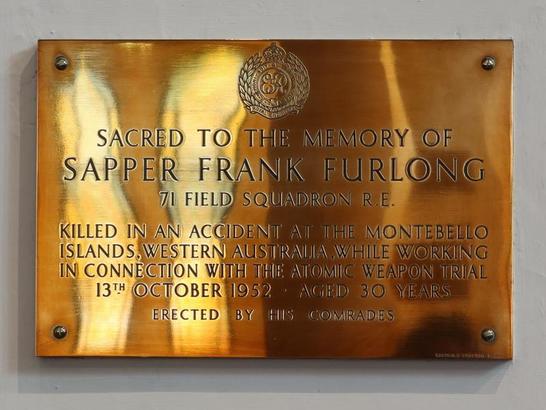 SACRED TO THE MEMORY OF
SAPPER FRANK FURLONG
71 FIELD SQUADRON R.E.
KILLED IN AN ACCIDENT AT THE MONTEBELLO
ISLANDS, WESTERN AUSTRALIA, WHILE WORKING
IN CONNECTION WITH THE ATOMIC WEAPON TRIAL
13TH OCTOBER 1952 · AGED 30 YEARS
ERECTED BY HIS COMRADES